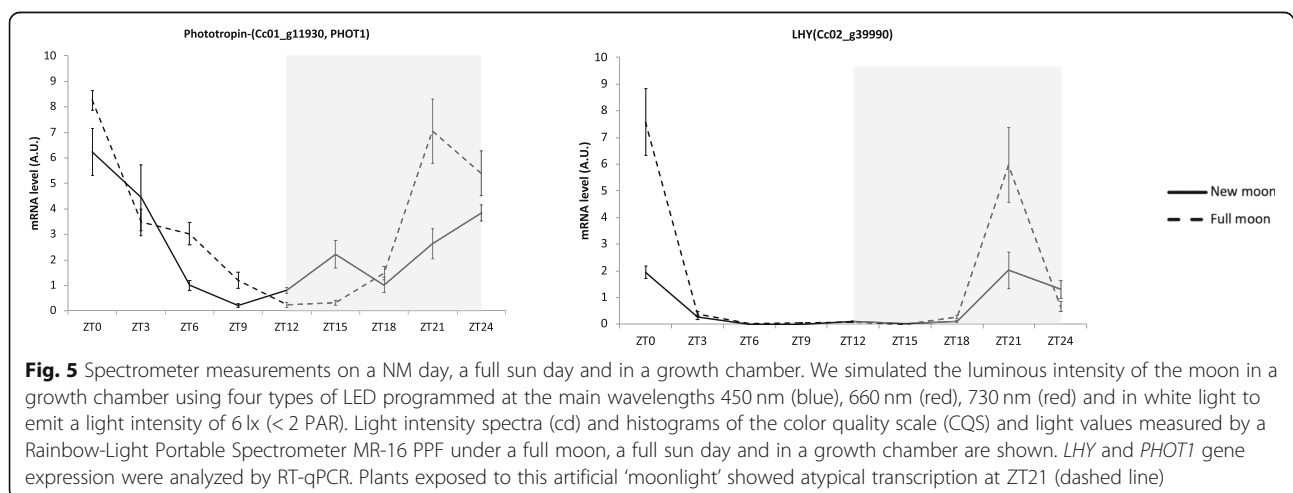 Phototropin-(Cc01_g11930, PHOT1)
mRNA level (A.U.)
10
9
8
7
6
5
4
3
2
1
0
ZT0 ZT3 ZT6 ZT9 ZT12 ZT15 ZT18 ZT21 ZT24
LHY(Cc02_g39990)
mRNA level (A.U.)
10
9
8
7
6
5
4
3
2
1
0
ZT0 ZT3 ZT6 ZT9 ZT12 ZT15 ZT18 ZT21 ZT24
New moon
Full moon
Fig. 5 Spectrometer measurements on a NM day, a full sun day and in a growth chamber. We simulated the luminous intensity of the moon in a
growth chamber using four types of LED programmed at the main wavelengths 450 nm (blue), 660 nm (red), 730 nm (red) and in white light to
emit a light intensity of 6 lx (< 2 PAR). Light intensity spectra (cd) and histograms of the color quality scale (CQS) and light values measured by a
Rainbow-Light Portable Spectrometer MR-16 PPF under a full moon, a full sun day and in a growth chamber are shown. LHY and PHOT1 gene
expression were analyzed by RT-qPCR. Plants exposed to this artificial ‘moonlight’ showed atypical transcription at ZT21 (dashed line)